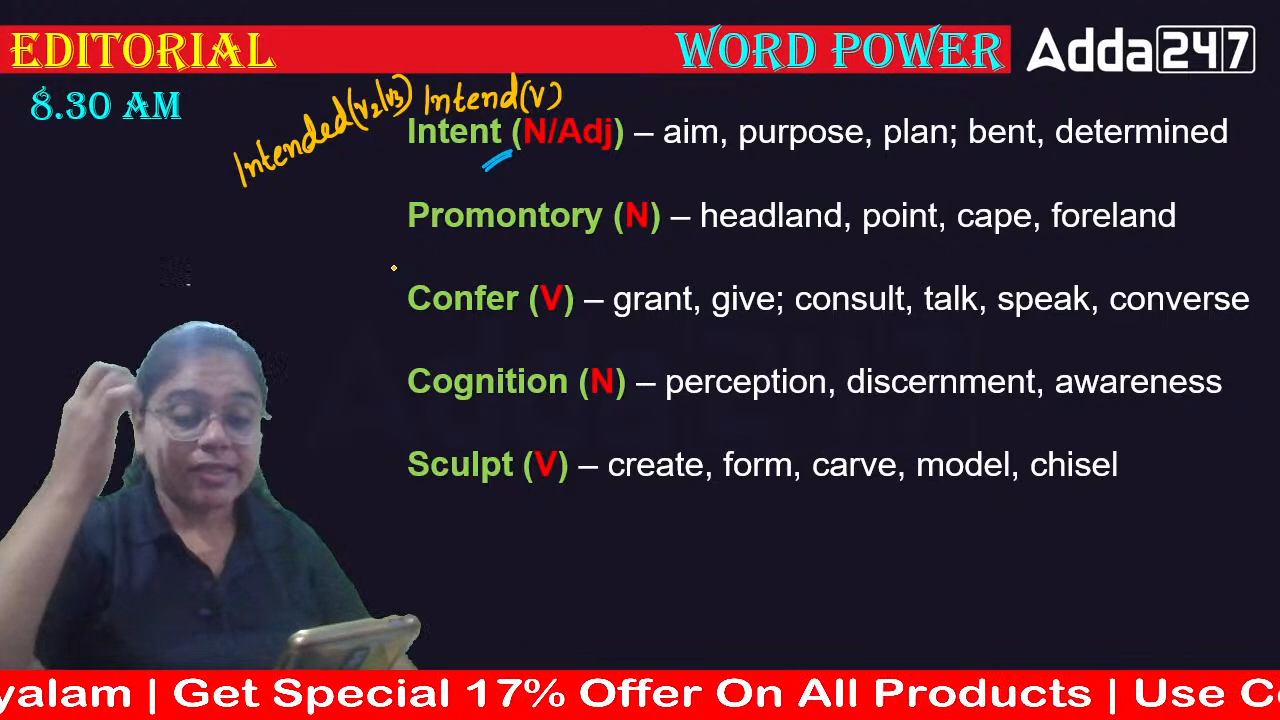 EDITORIAL
WORD POWER
Adda247
8.30 AM
Intended(v2/v3)
Intend(v)
Intent (N/Adj) – aim, purpose, plan; bent, determined
Promontory (N) – headland, point, cape, foreland
Confer (V) – grant, give; consult, talk, speak, converse
Cognition (N) – perception, discernment, awareness
Sculpt (V) – create, form, carve, model, chisel
yalam | Get Special 17% Offer On All Products | Use